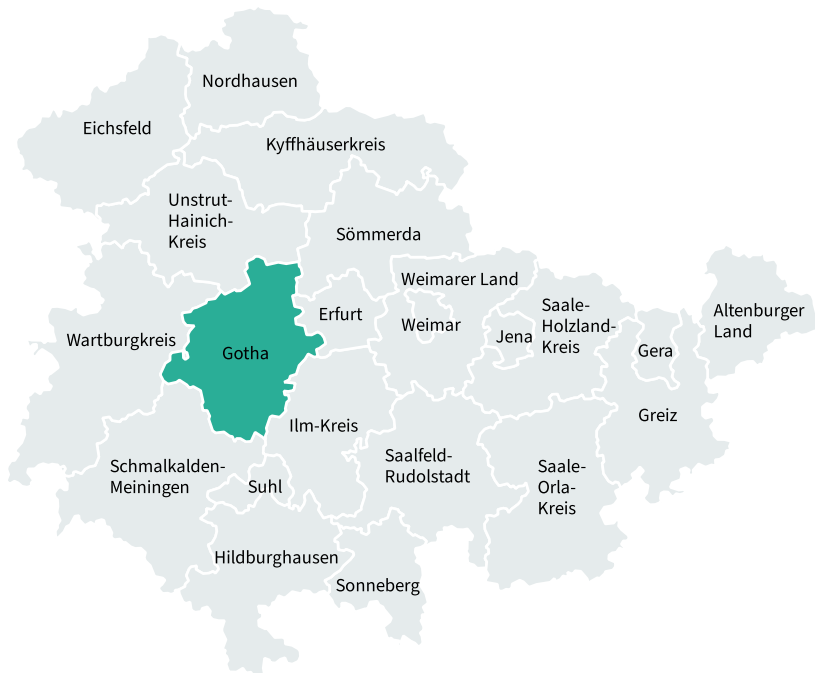 Nordhausen
Eichsfeld
Kyffhäuserkreis
Unstrut-
Hainich-
Kreis
Sömmerda
Weimarer Land
Erfurt
Weimar
Saale-
Holzland-
Kreis
Jena
Altenburger
Land
Wartburgkreis
Gotha
Gera
Greiz
Ilm-Kreis
Schmalkalden-
Meiningen
Suhl
Saalfeld-
Rudolstadt
Saale-
Orla-
Kreis
Hildburghausen
Sonneberg